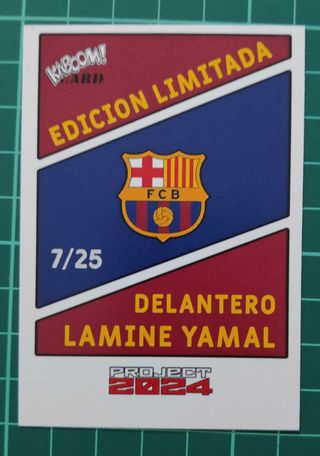 KABOOM!
CARD
EDICION LIMITADA
FCB
7/25
DELANTERO
LAMINE YAMAL
PROJECT
2024